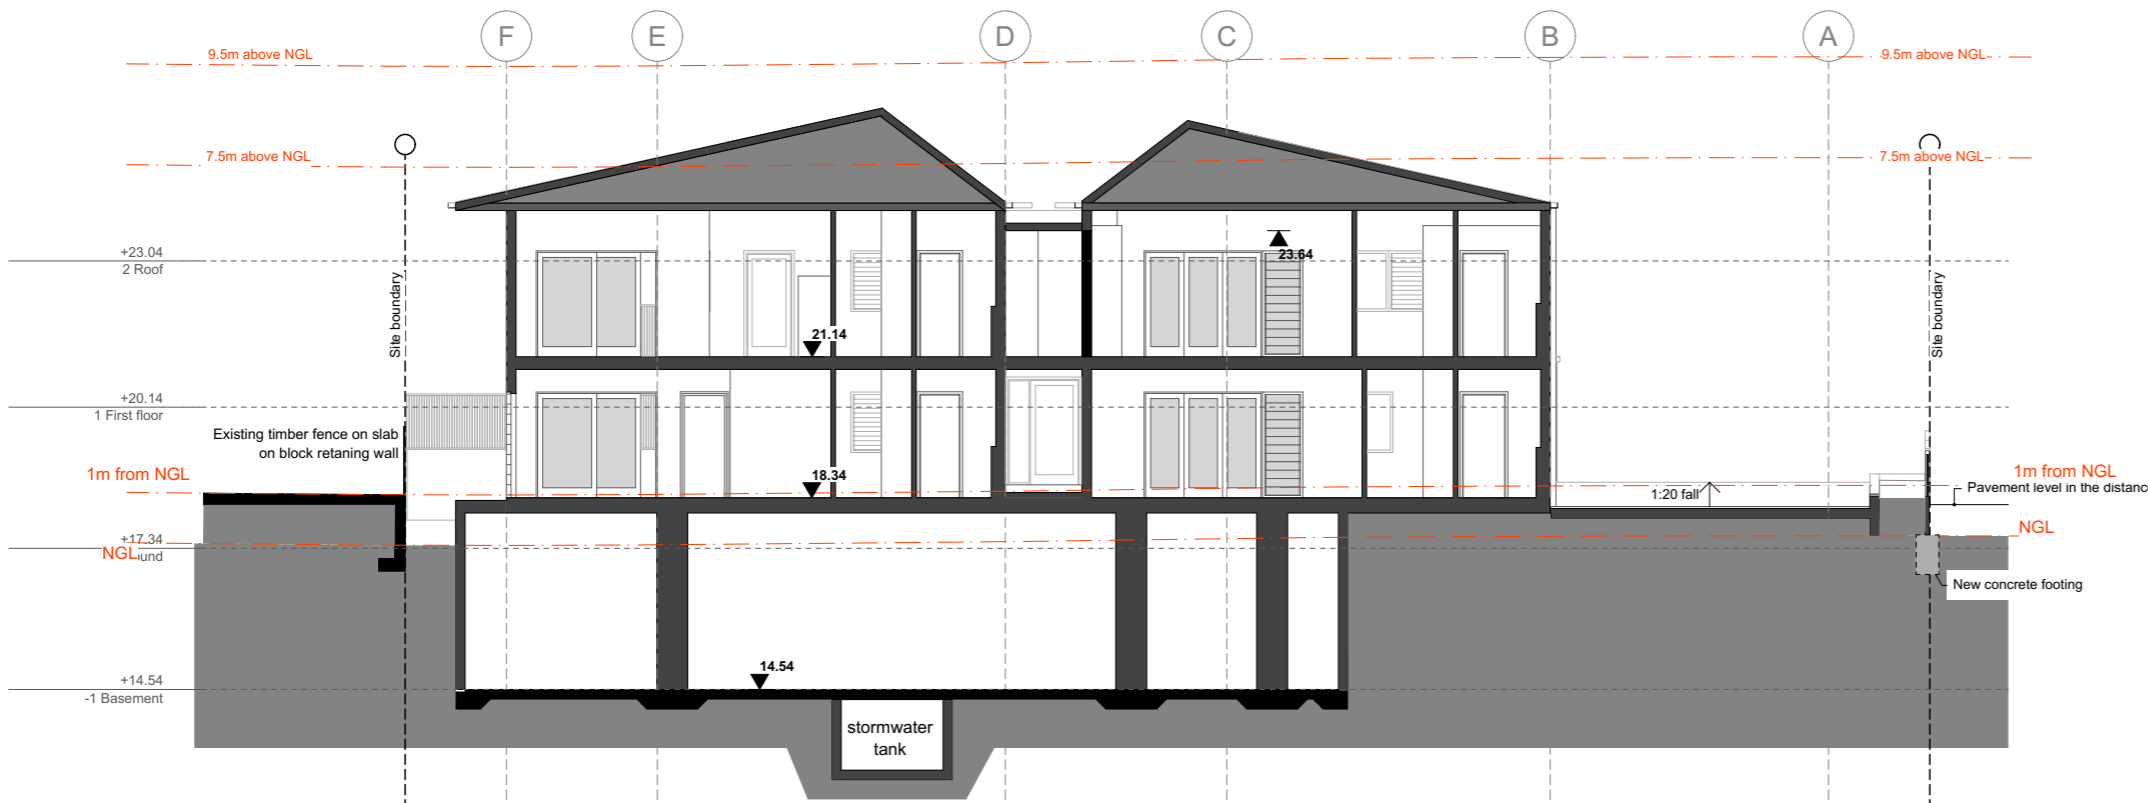 F E D C B A
9.5m above NGL 9.5m above NGL
7.5m above NGL 7.5m above NGL
+23.04
2 Roof
23.64
Site boundary
Site boundary
21.14
+20.14
1 First floor
Existing timber fence on slab
on block retaning wall
1m from NGL
18.34
1:20 fall
1m from NGL
Pavement level in the distanc
+17.34
NGL und
NGL
New concrete footing
14.54
+14.54
-1 Basement
stormwater
tank